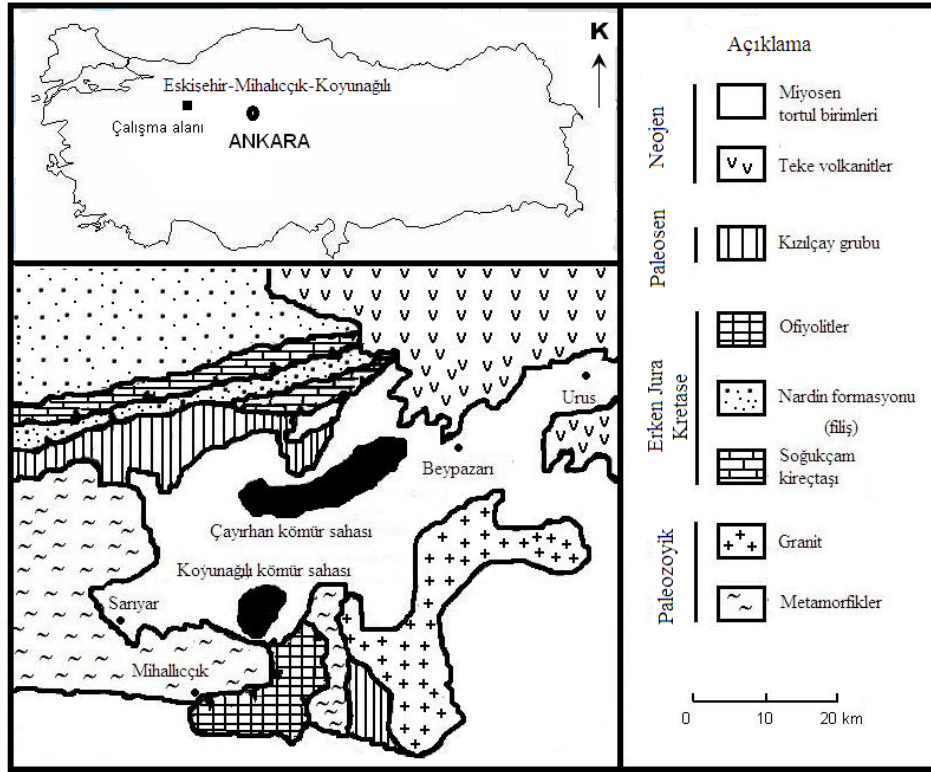 K
Eskişehir-Mihalıccık-Koyunağılı
Çalışma alanı
ANKARA
Urus
Beypazarı
Çayırhan kömür sahası
Koyunağılı kömür sahası
Sarıyar
Mihallıccık
Açıklama
Neojen
Miyosen
tortul birimleri
Teke volkanitler
Paleosen
Kızılçay grubu
Erken Jura
Kretase
Ofiyolitler
Nardin formasyonu
(filiş)
Soğukçam
kireçtaşı
Paleozoyik
Granit
Metamorfikler
0 10 20 km